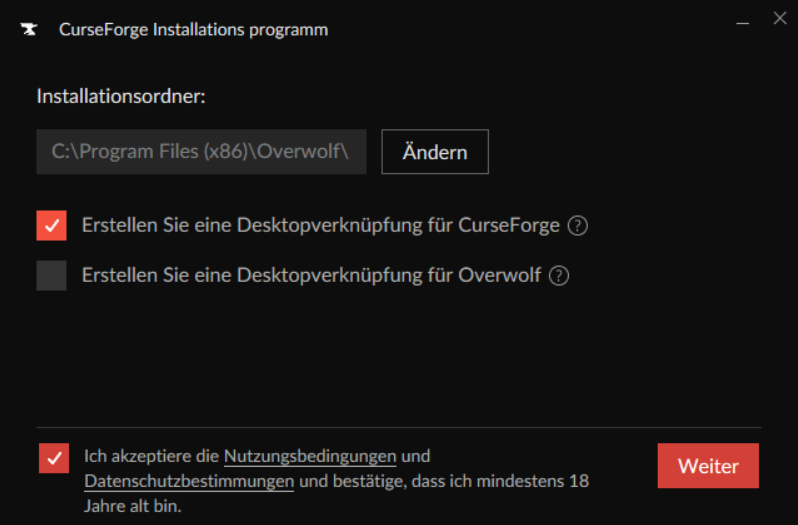 CurseForge Installations programm
Installationsordner:
C:\Program Files (x86)\Overwolf\
Ändern
Erstellen Sie eine Desktopverknüpfung für CurseForge ?
Erstellen Sie eine Desktopverknüpfung für Overwolf ?
Ich akzeptiere die Nutzungsbedingungen und
Datenschutzbestimmungen und bestätige, dass ich mindestens 18
Jahre alt bin.
Weiter